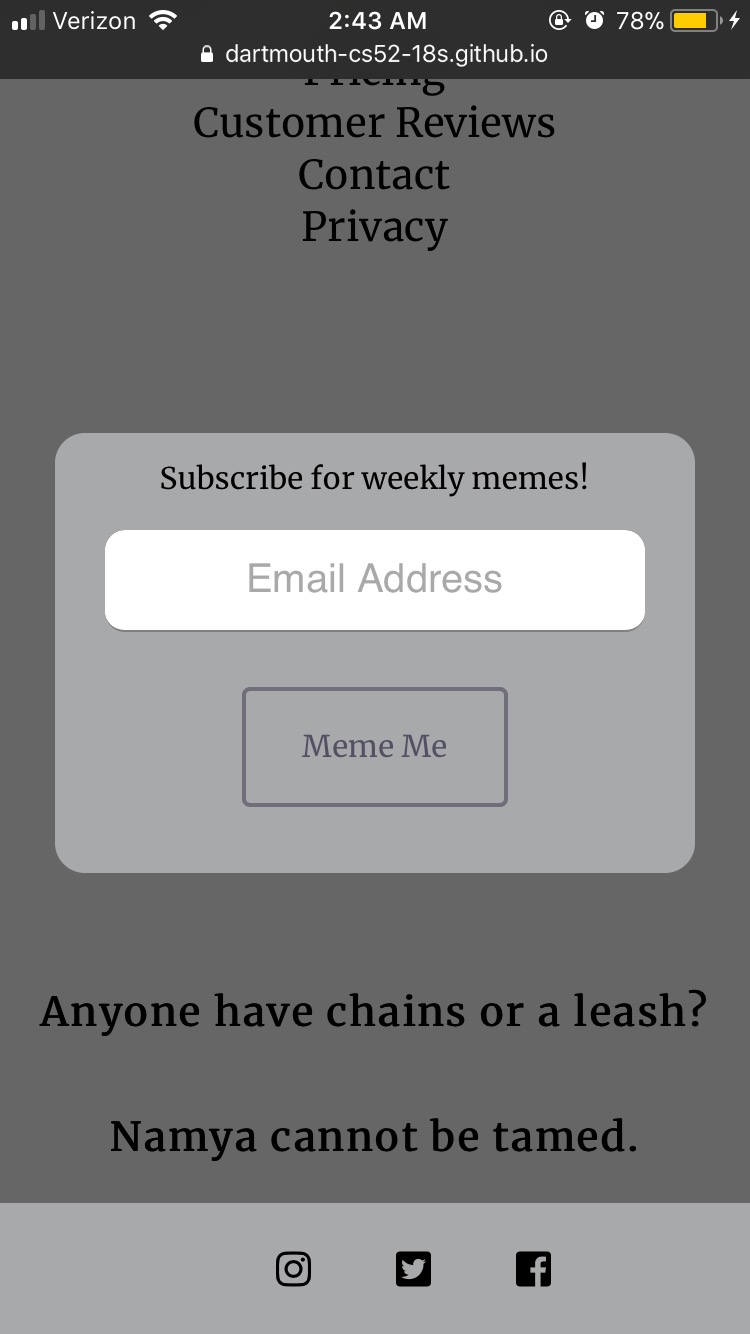 Verizon 2:43 AM 78%
dartmouth-cs52-18s.github.io
Pricing
Customer Reviews
Contact
Privacy
Subscribe for weekly memes!
Email Address
Meme Me
Anyone have chains or a leash?
Namya cannot be tamed.